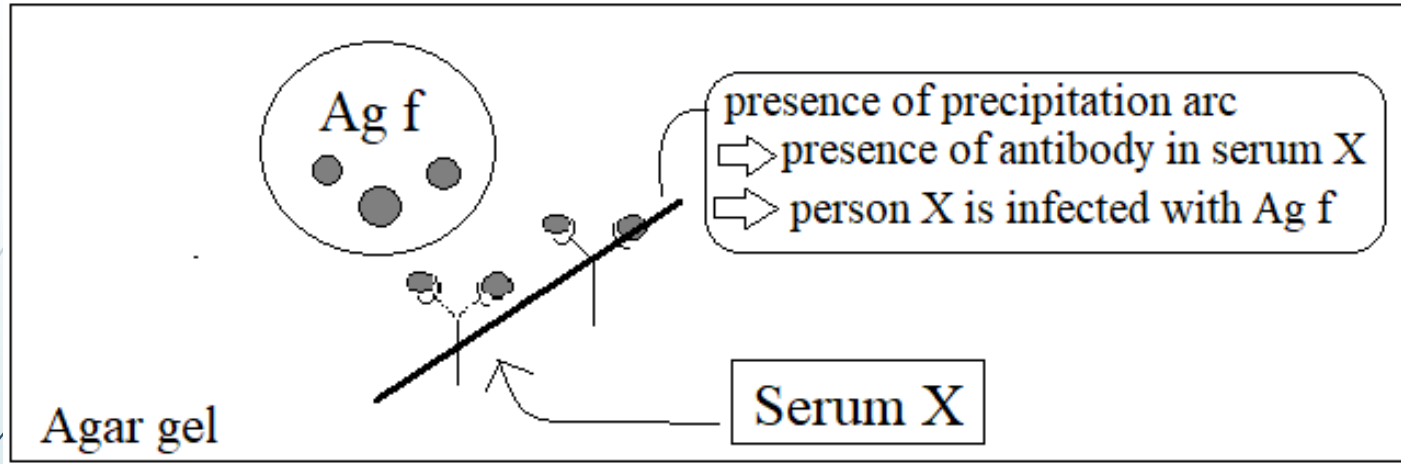 Ag f
presence of precipitation arc
presence of antibody in serum X
person X is infected with Ag f
Serum X
Agar gel